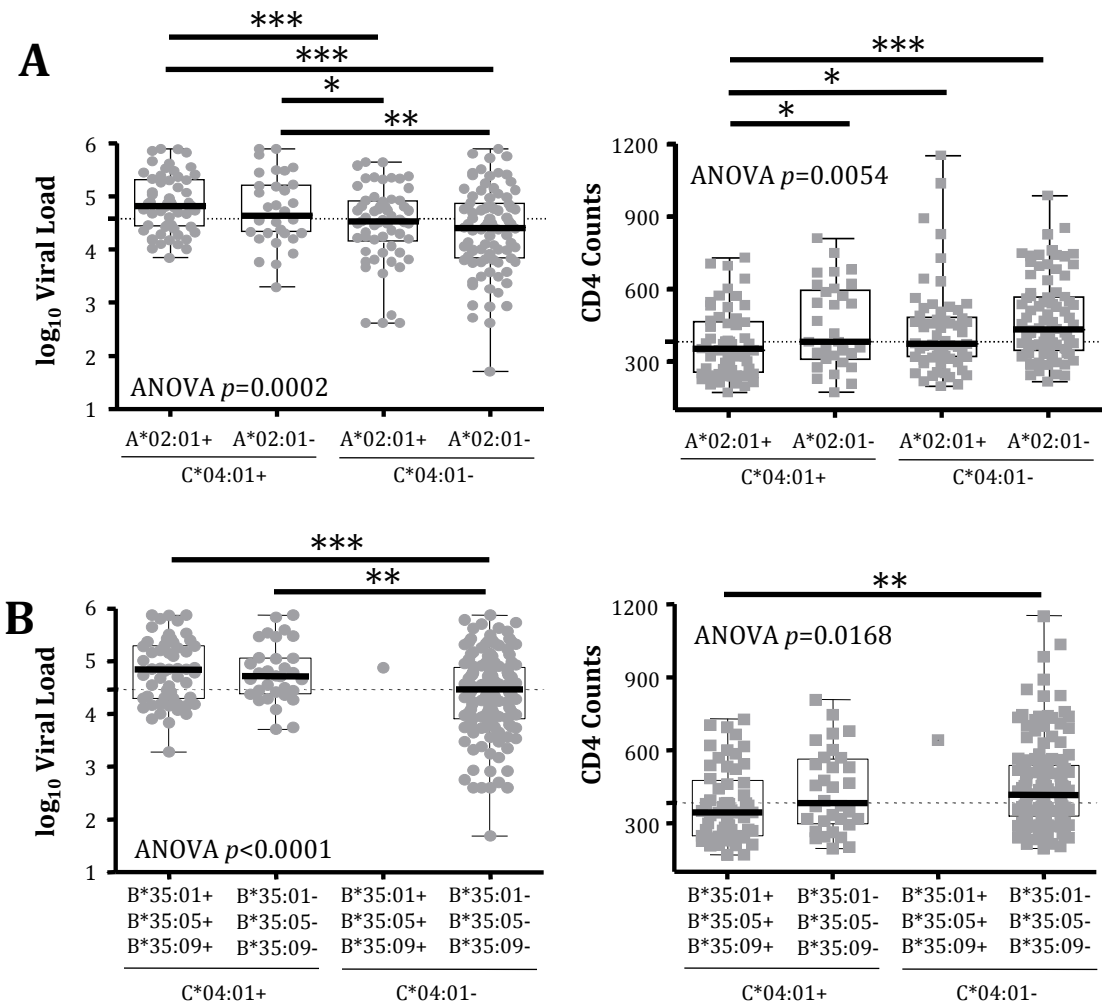 A
***
***
*
**
6
5
4
3
2
1
log10 Viral Load
ANOVA p=0.0002
A*02:01+ A*02:01- A*02:01+ A*02:01-
C*04:01+ C*04:01-
***
*
*
1200
900
600
300
CD4 Counts
ANOVA p=0.0054
A*02:01+ A*02:01- A*02:01+ A*02:01-
C*04:01+ C*04:01-
B
***
**
6
5
4
3
2
1
log10 Viral Load
ANOVA p<0.0001
B*35:01+ B*35:01- B*35:01+ B*35:01-
B*35:05+ B*35:05- B*35:05+ B*35:05-
B*35:09+ B*35:09- B*35:09+ B*35:09-
C*04:01+ C*04:01-
**
1200
900
600
300
CD4 Counts
ANOVA p=0.0168
B*35:01+ B*35:01- B*35:01+ B*35:01-
B*35:05+ B*35:05- B*35:05+ B*35:05-
B*35:09+ B*35:09- B*35:09+ B*35:09-
C*04:01+ C*04:01-